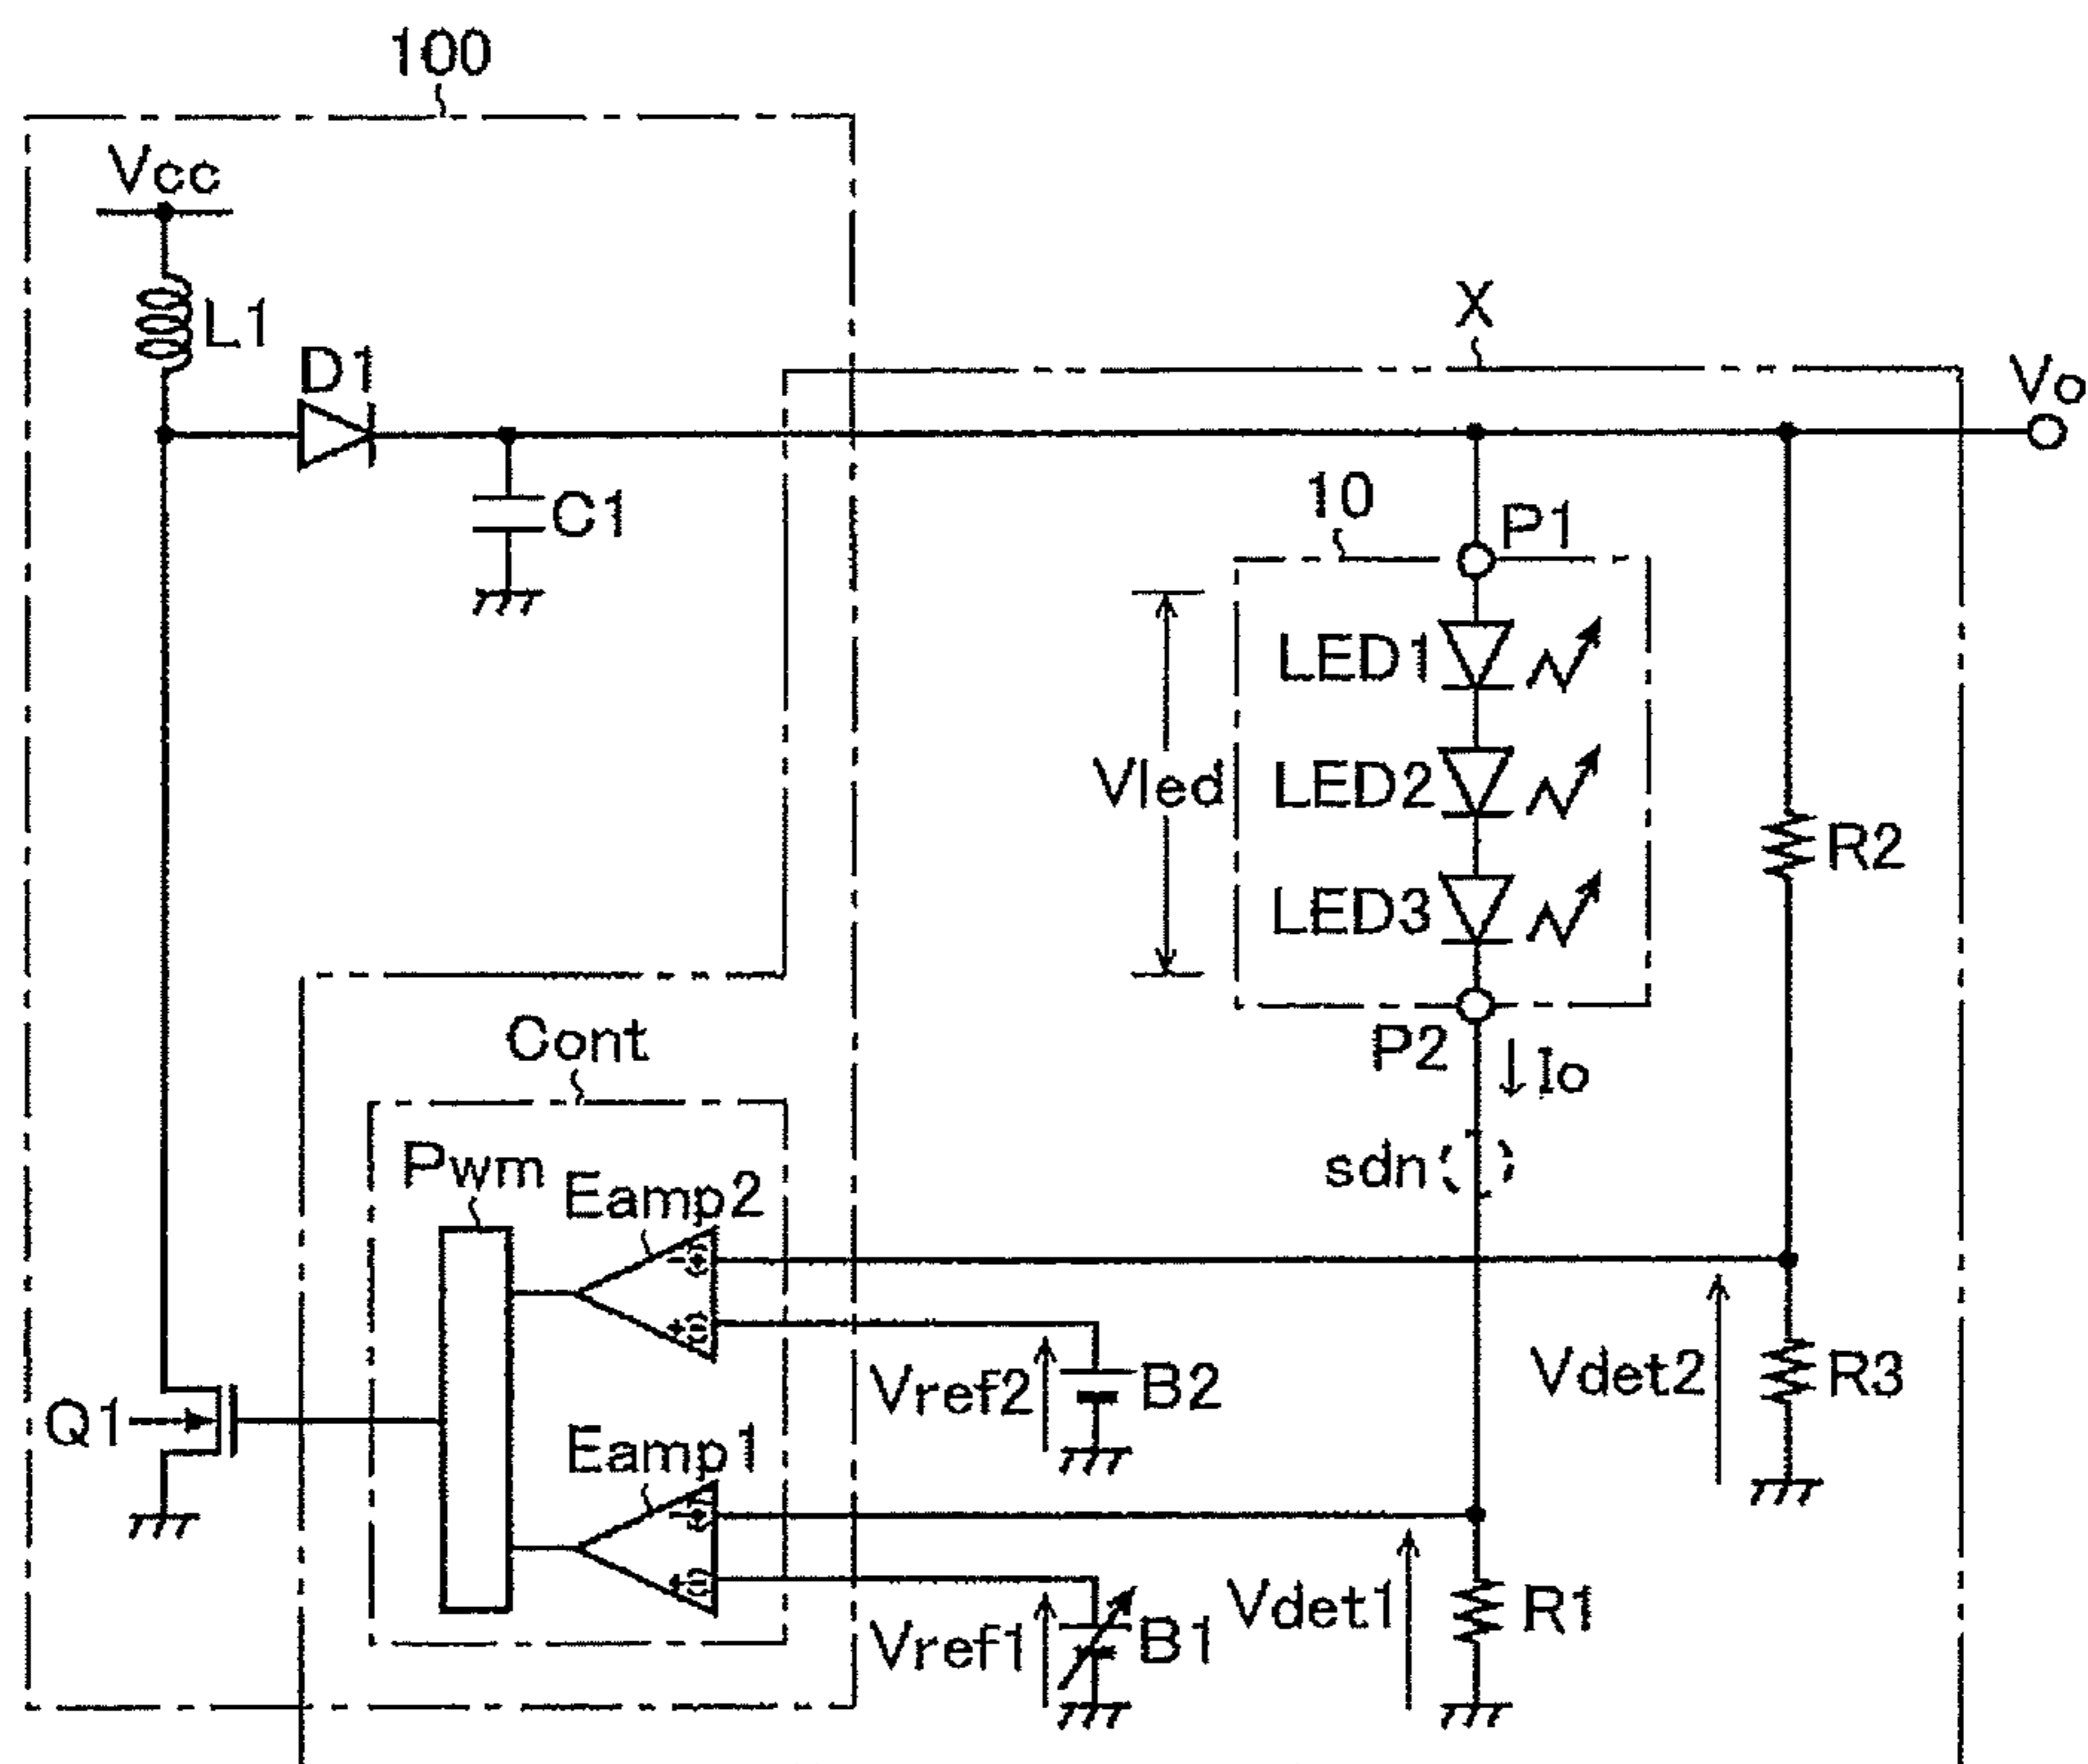 100
Vcc
L1
D1
C1
X
Vo
10
P1
LED1
Vled
LED2
LED3
R2
P2
Io
Cont
sdn
Pwm
Eamp2
Vref2
B2
Vdet2
R3
Q1
Eamp1
Vref1
B1
Vdet1
R1